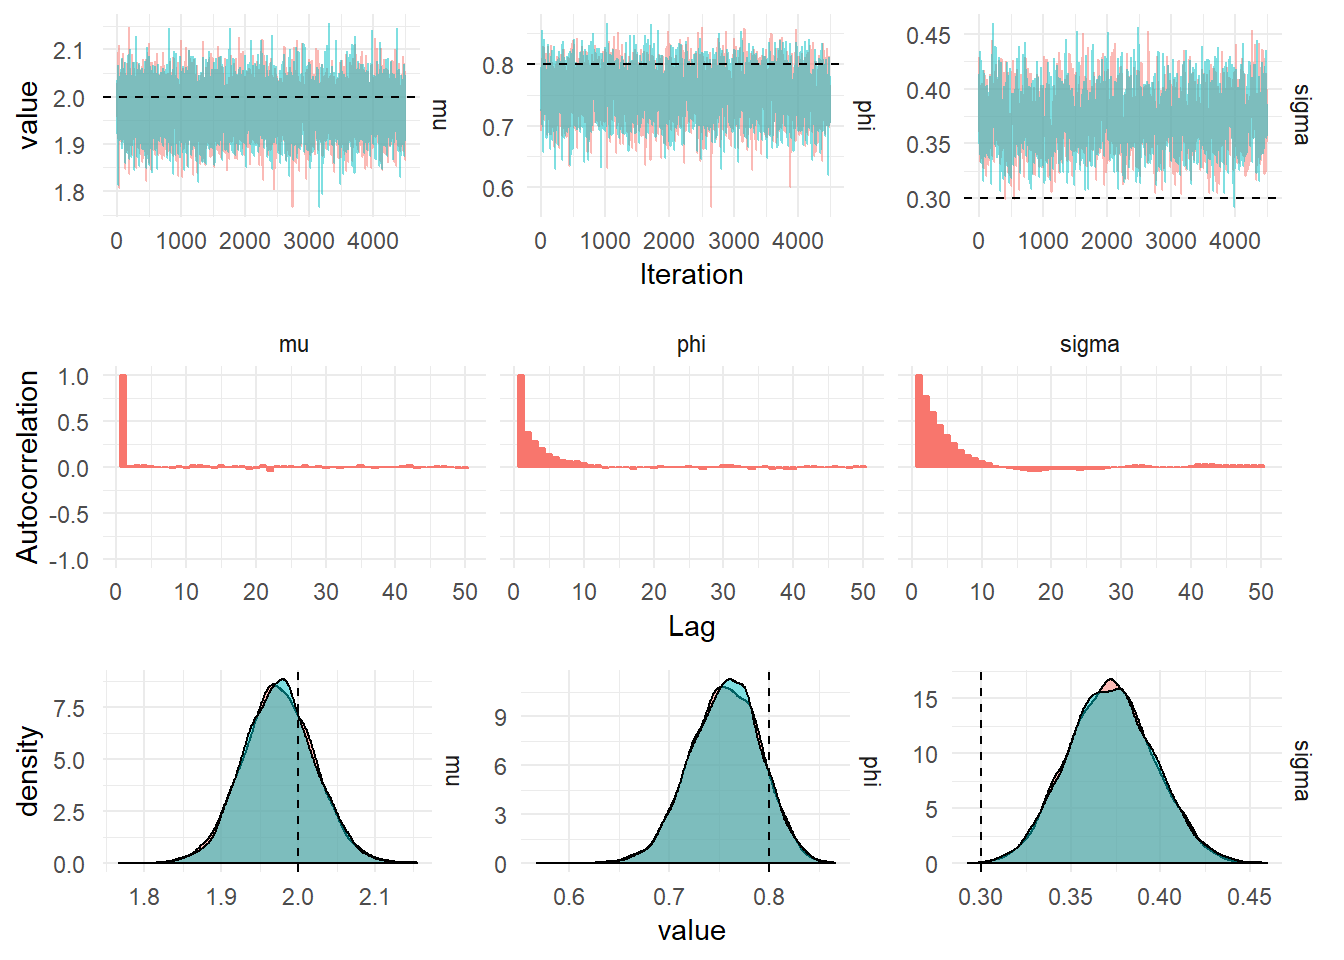 value
2.1
2.0
1.9
1.8
0 1000 2000 3000 4000
mu
0.8
0.7
0.6
0 1000 2000 3000 4000
phi
0.45
0.40
0.35
0.30
0 1000 2000 3000 4000
sigma
Iteration
mu phi sigma
Autocorrelation
1.0
0.5
0.0
-0.5
-1.0
0 10 20 30 40 50
0 10 20 30 40 50
0 10 20 30 40 50
Lag
density
7.5
5.0
2.5
0.0
1.8 1.9 2.0 2.1
mu
9
6
3
0
0.6 0.7 0.8
phi
15
10
5
0
0.30 0.35 0.40 0.45
sigma
value